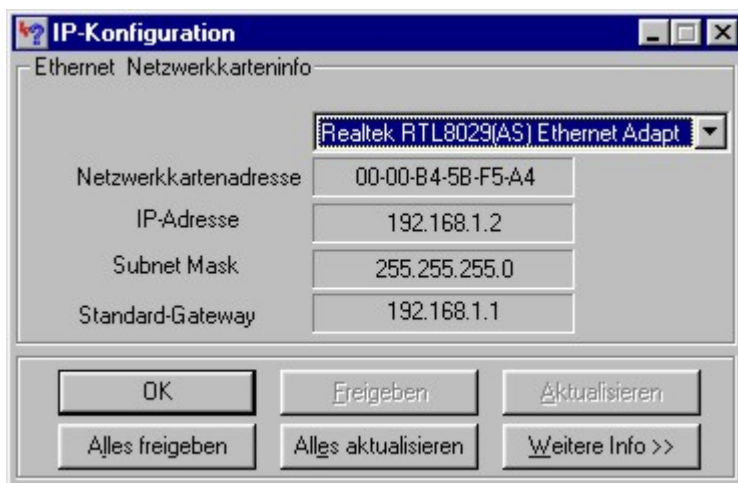 IP-Konfiguration
Ethernet Netzwerkkarteninfo
Realtek RTL8029(AS) Ethernet Adapt
Netzwerkkartenadresse 00-00-B4-5B-F5-A4
IP-Adresse 192.168.1.2
Subnet Mask 255.255.255.0
Standard-Gateway 192.168.1.1
OK Freigeben Aktualisieren
Alles freigeben Alles aktualisieren Weitere Info >>